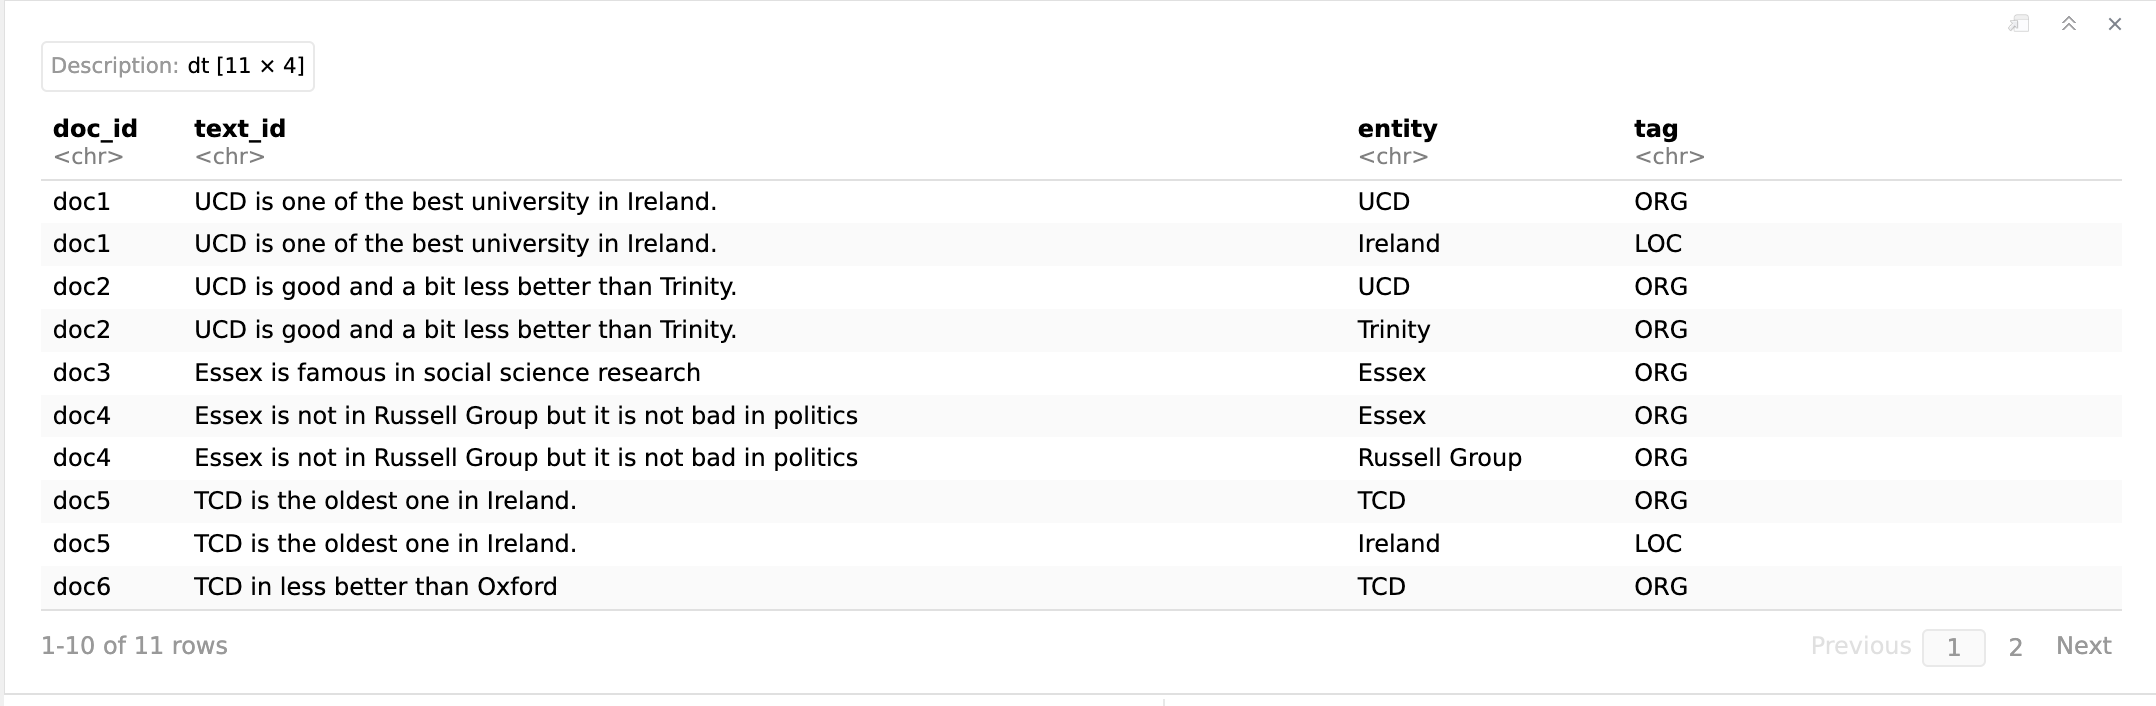 Description: dt [11 × 4]
doc_id text_id entity tag
<chr> <chr> <chr> <chr>
doc1 UCD is one of the best university in Ireland. UCD ORG
doc1 UCD is one of the best university in Ireland. Ireland LOC
doc2 UCD is good and a bit less better than Trinity. UCD ORG
doc2 UCD is good and a bit less better than Trinity. Trinity ORG
doc3 Essex is famous in social science research Essex ORG
doc4 Essex is not in Russell Group but it is not bad in politics Essex ORG
doc4 Essex is not in Russell Group but it is not bad in politics Russell Group ORG
doc5 TCD is the oldest one in Ireland. TCD ORG
doc5 TCD is the oldest one in Ireland. Ireland LOC
doc6 TCD in less better than Oxford TCD ORG
1-10 of 11 rows Previous 1 2 Next